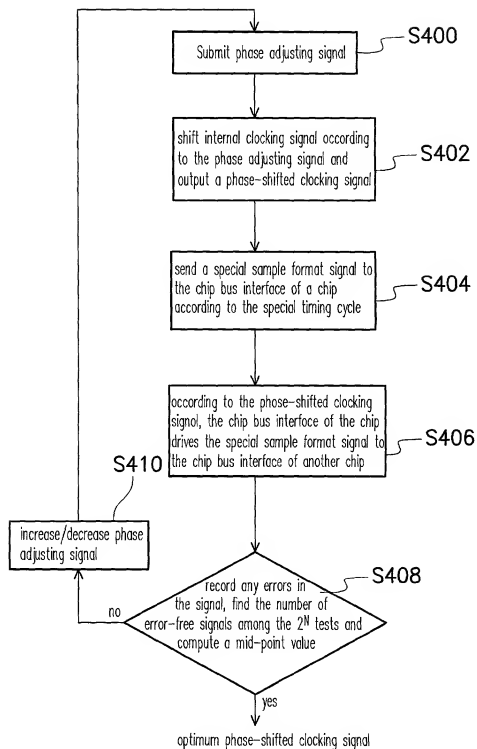 Submit phase adjusting signal
S400
shift internal clocking signal according
to the phase adjusting signal and
output a phase-shifted clocking signal
S402
send a special sample format signal to
the chip bus interface of a chip
according to the special timing cycle
S404
according to the phase-shifted clocking
signal, the chip bus interface of the chip
drives the special sample format signal to
the chip bus interface of another chip
S406
S410
increase/decrease phase
adjusting signal
S408
record any errors in
the signal, find the number of
error-free signals among the 2^N tests and
compute a mid-point value
no
yes
optimum phase-shifted clocking signal